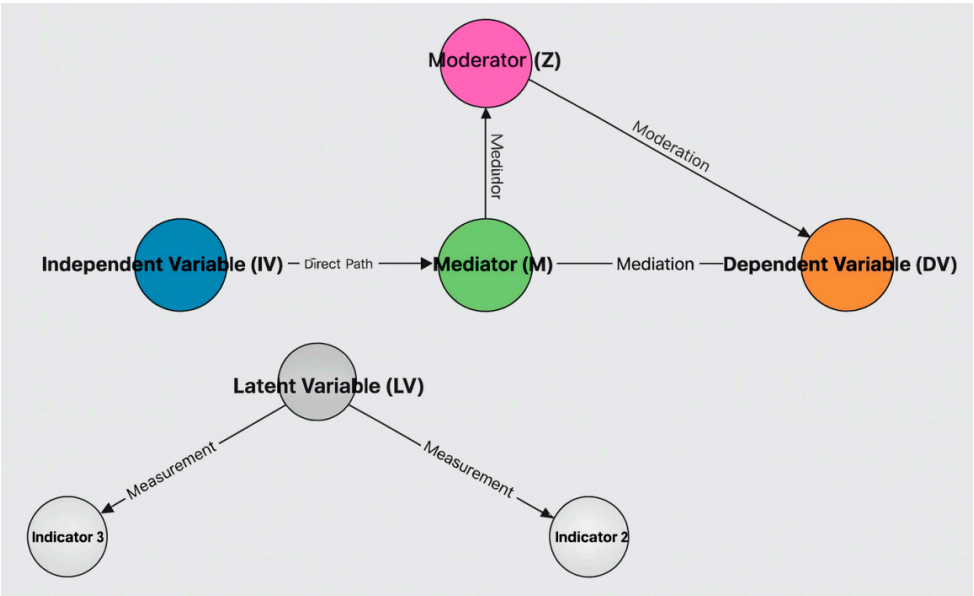 Moderator (Z)
Moderation
Independent Variable (IV)
Direct Path
Mediator (M)
Mediation
Dependent Variable (DV)
Latent Variable (LV)
Measurement
Measurement
Indicator 3
Indicator 2